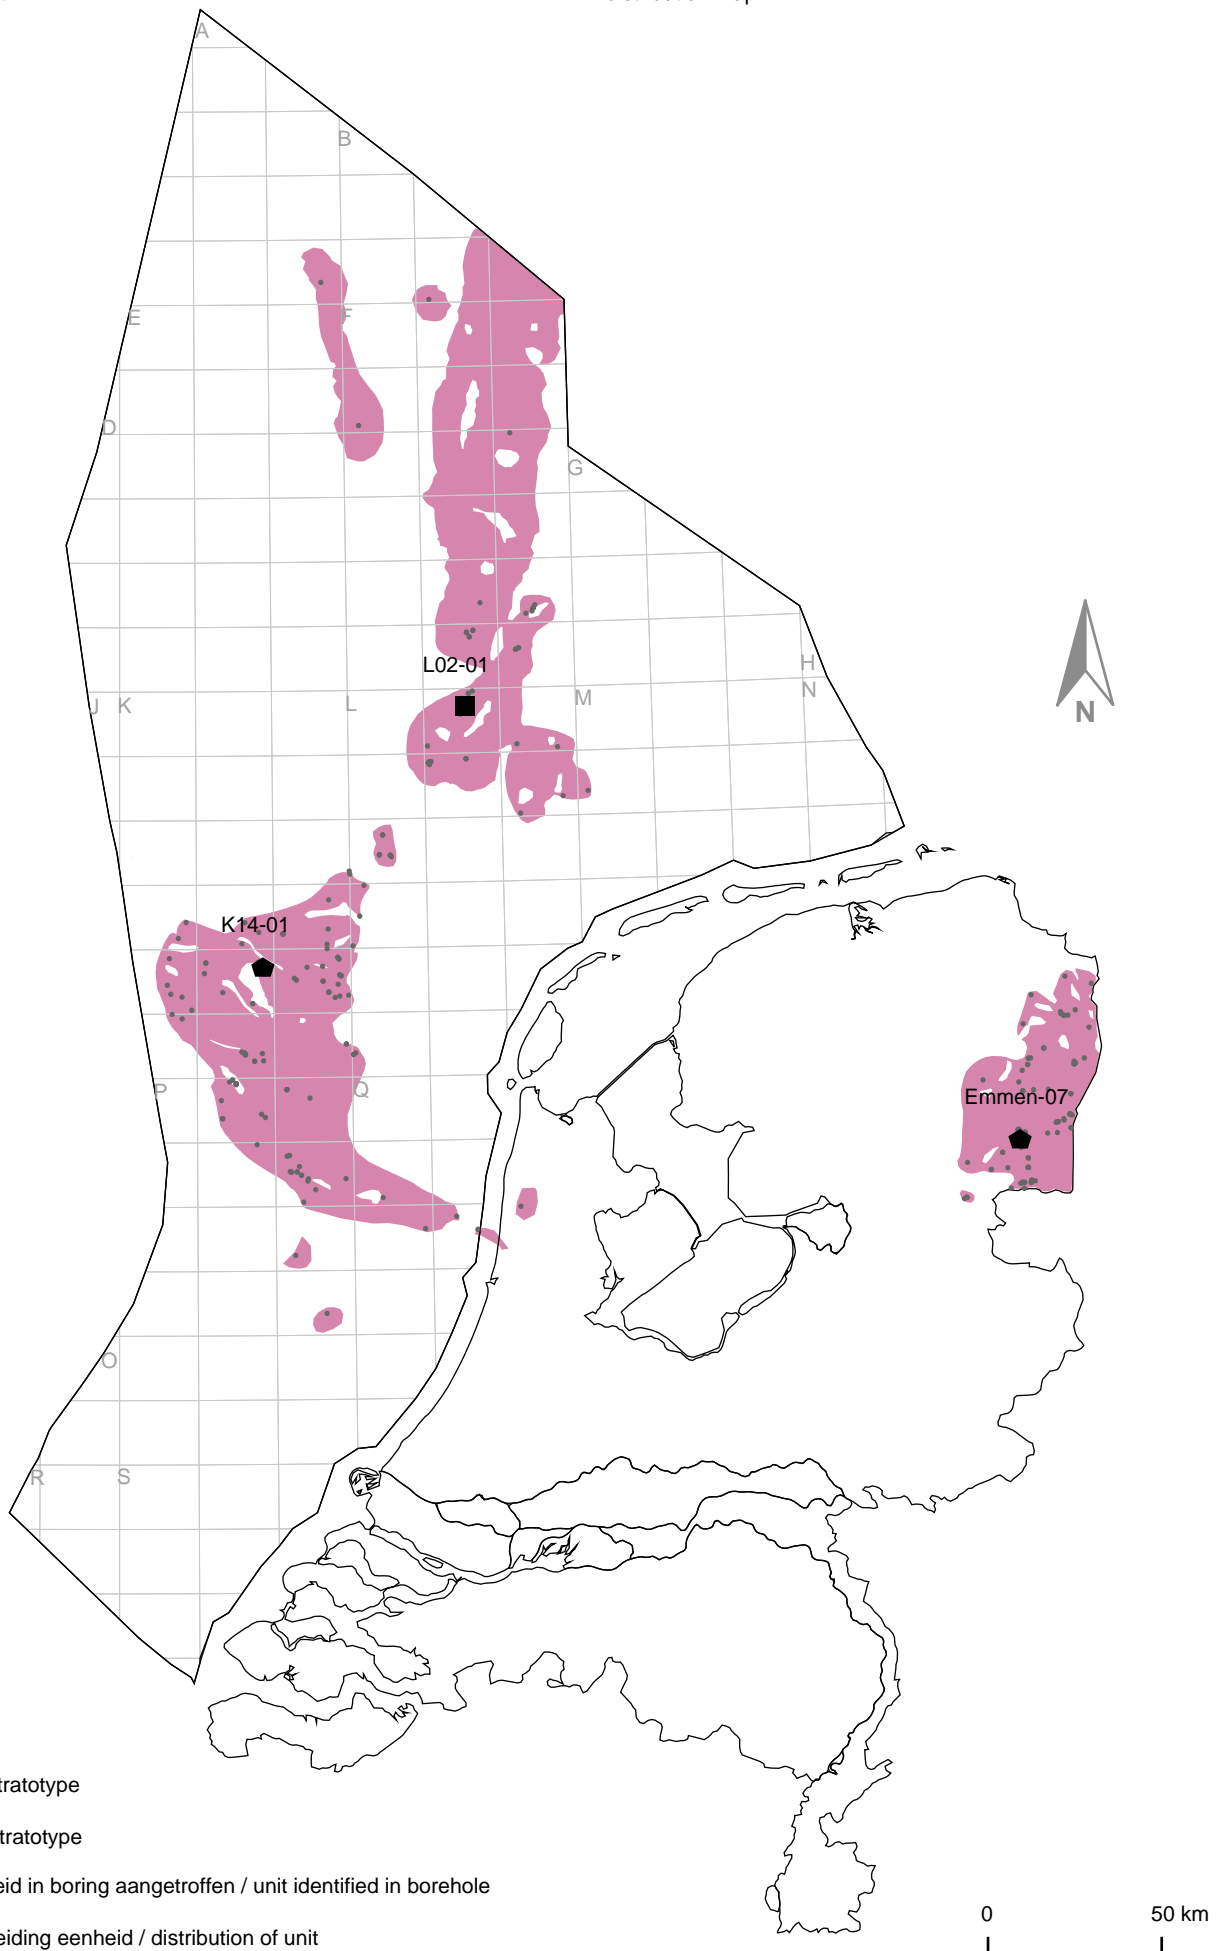 A
B
E
F
D
G
L02-01
H
N
J
K
L
M
N
K14-01
P
Q
Emmen-07
O
R
S
tratotype
tratotype
eid in boring aangetroffen / unit identified in borehole
eiding eenheid / distribution of unit
0
50 km